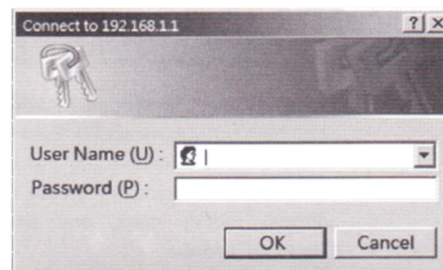 Connect to 192.168.1.1
User Name (U) :
Password (P) :
OK Cancel